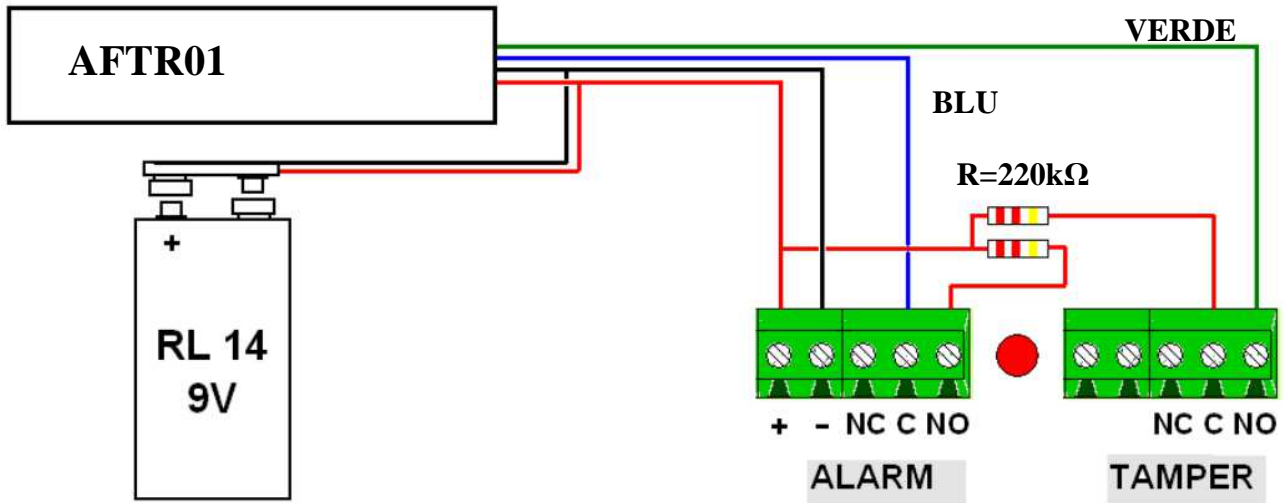 VERDE
AFTR01
BLU
R=220kΩ
+
RL 14
9V
+ - NC C NO
NC C NO
ALARM
TAMPER